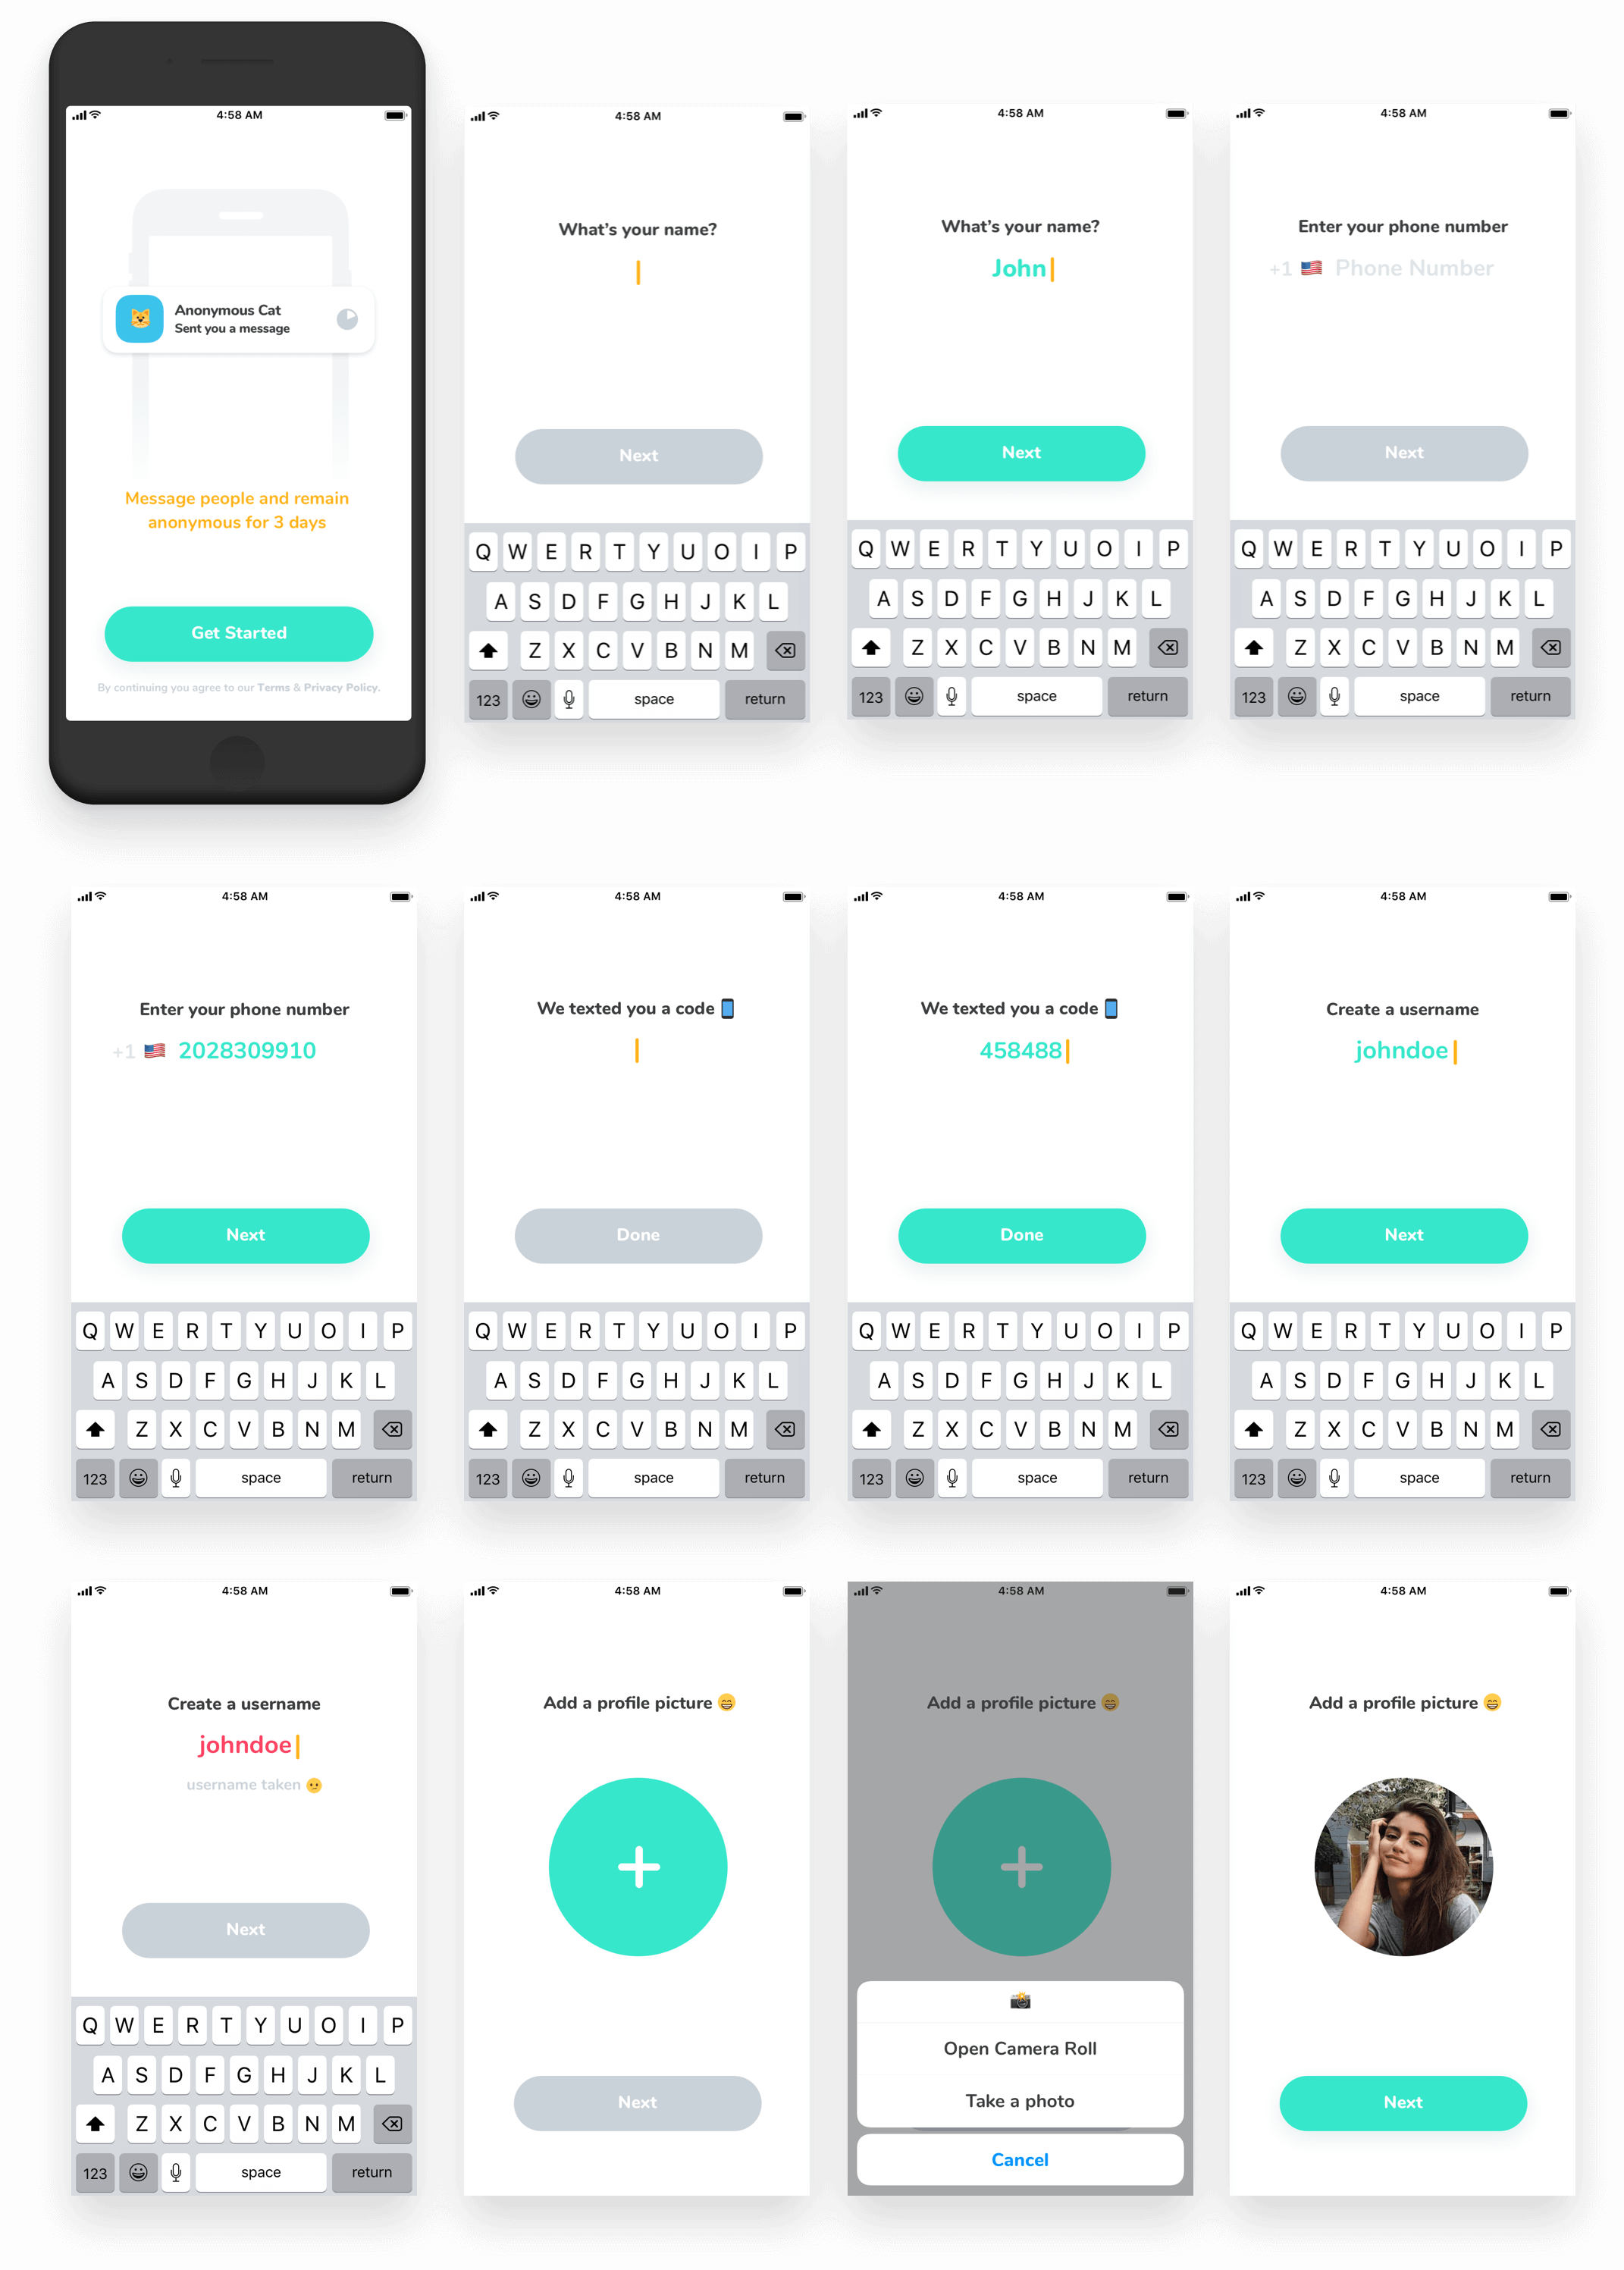 4:58 AM
Anonymous Cat
Sent you a message
Message people and remain
anonymous for 3 days
Get Started
By continuing you agree to our Terms & Privacy Policy.
4:58 AM
What's your name?
Next
Q W E R T Y U O I P
A S D F G H J K L
Z X C V B N M
123 space return
4:58 AM
What's your name?
John
Next
Q W E R T Y U O I P
A S D F G H J K L
Z X C V B N M
123 space return
4:58 AM
Enter your phone number
+1 🇺🇸 Phone Number
Next
Q W E R T Y U O I P
A S D F G H J K L
Z X C V B N M
123 space return
4:58 AM
Enter your phone number
+1 🇺🇸 2028309910
Next
Q W E R T Y U O I P
A S D F G H J K L
Z X C V B N M
123 space return
4:58 AM
We texted you a code 📱
Done
Q W E R T Y U O I P
A S D F G H J K L
Z X C V B N M
123 space return
4:58 AM
We texted you a code 📱
458488
Done
Q W E R T Y U O I P
A S D F G H J K L
Z X C V B N M
123 space return
4:58 AM
Create a username
johndoe
Next
Q W E R T Y U O I P
A S D F G H J K L
Z X C V B N M
123 space return
4:58 AM
Create a username
johndoe
username taken 😕
Next
Q W E R T Y U O I P
A S D F G H J K L
Z X C V B N M
123 space return
4:58 AM
Add a profile picture 😄
Next
4:58 AM
Add a profile picture 😄
📸
Open Camera Roll
Take a photo
Cancel
4:58 AM
Add a profile picture 😄
Next